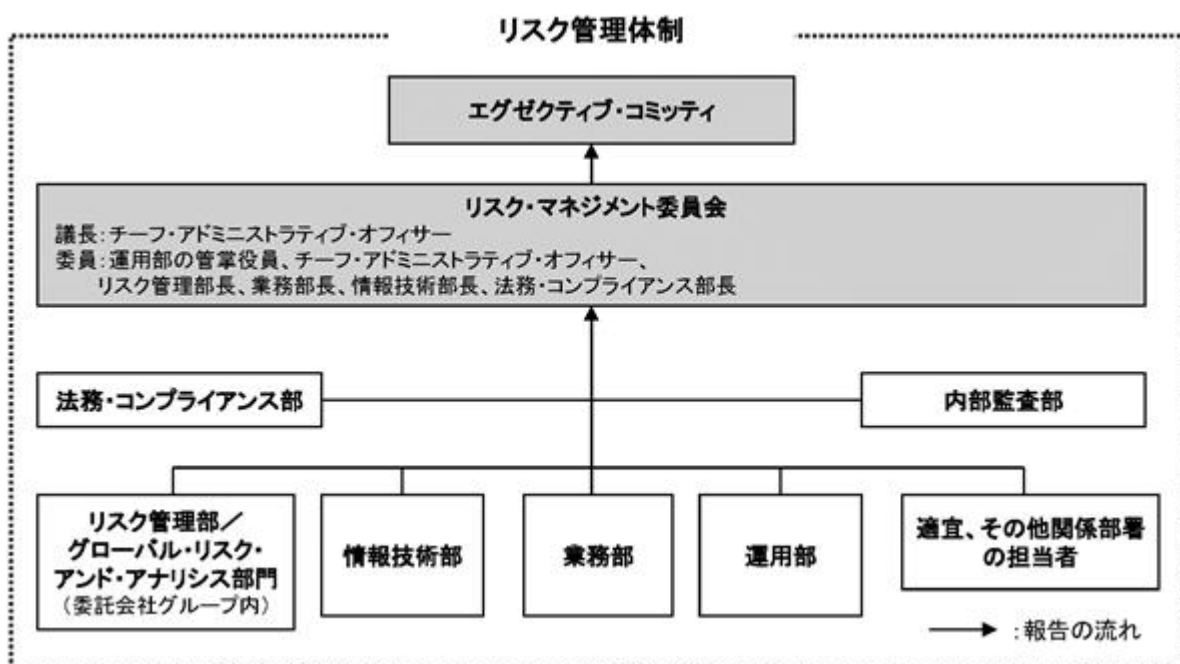 リスク管理体制
エグゼクティブ・コミッティ
リスク・マネジメント委員会
議長:チーフ・アドミニストラティブ・オフィサー
委員:運用部の管掌役員、チーフ・アドミニストラティブ・オフィサー、
リスク管理部長、業務部長、情報技術部長、法務・コンプライアンス部長
法務・コンプライアンス部
内部監査部
リスク管理部/
グローバル・リスク・
アンド・アナリシス部門
(委託会社グループ内)
情報技術部
業務部
運用部
適宜、その他関係部署
の担当者
:報告の流れ